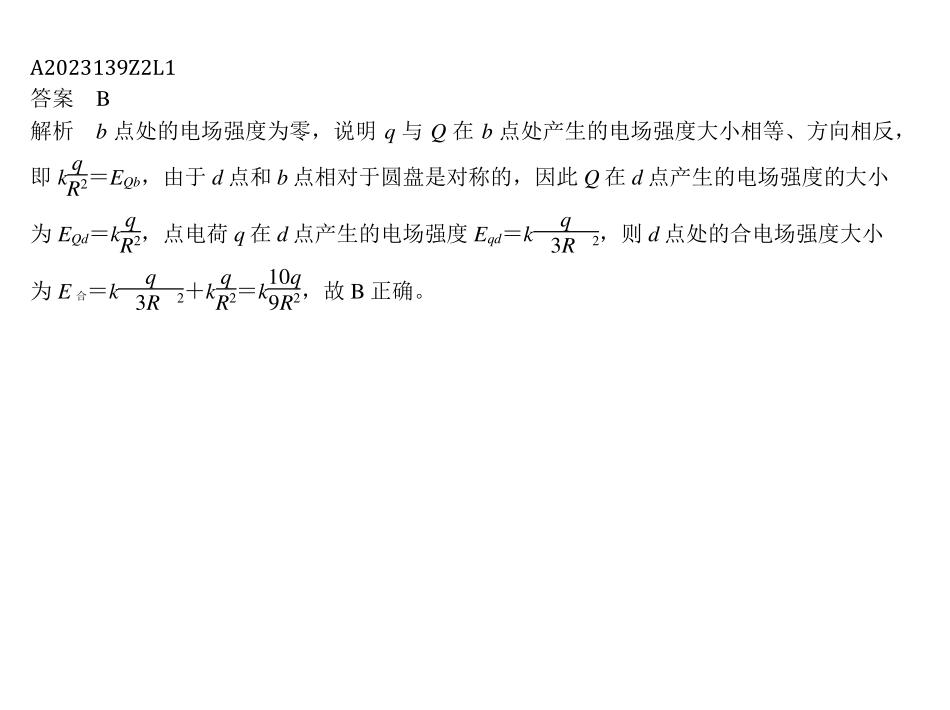 A2023139Z2L1
答案 B
解析 b 点处的电场强度为零，说明 q 与 Q 在 b 点处产生的电场强度大小相等、方向相反，
即 k\frac{q}{R^2}＝E_{Qb}，由于 d 点和 b 点相对于圆盘是对称的，因此 Q 在 d 点产生的电场强度的大小
为 E_{Qd}＝k\frac{q}{R^2}，点电荷 q 在 d 点产生的电场强度 E_{qd}＝k\frac{q}{3R ^2}，则 d 点处的合电场强度大小
为 E_合＝k\frac{q}{3R ^2}＋k\frac{q}{R^2}＝k\frac{10q}{9R^2}，故 B 正确。